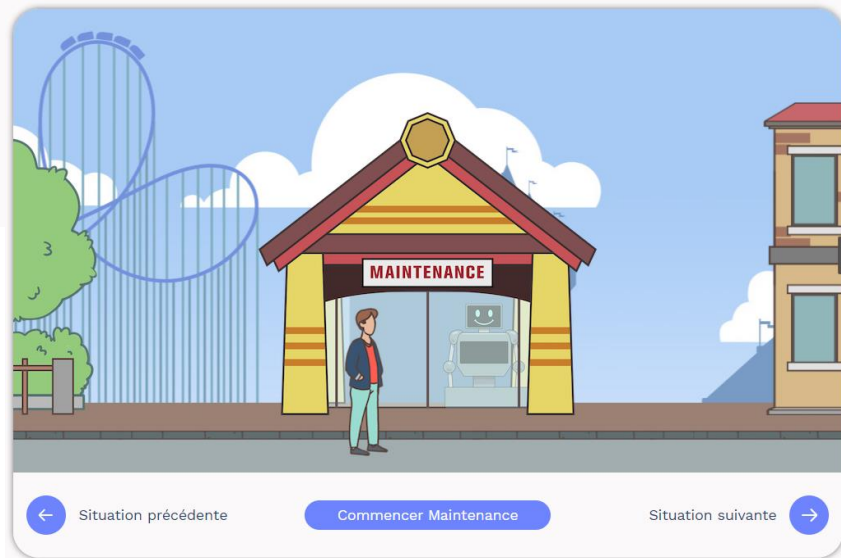 MAINTENANCE
Situation précédente
Commencer Maintenance
Situation suivante